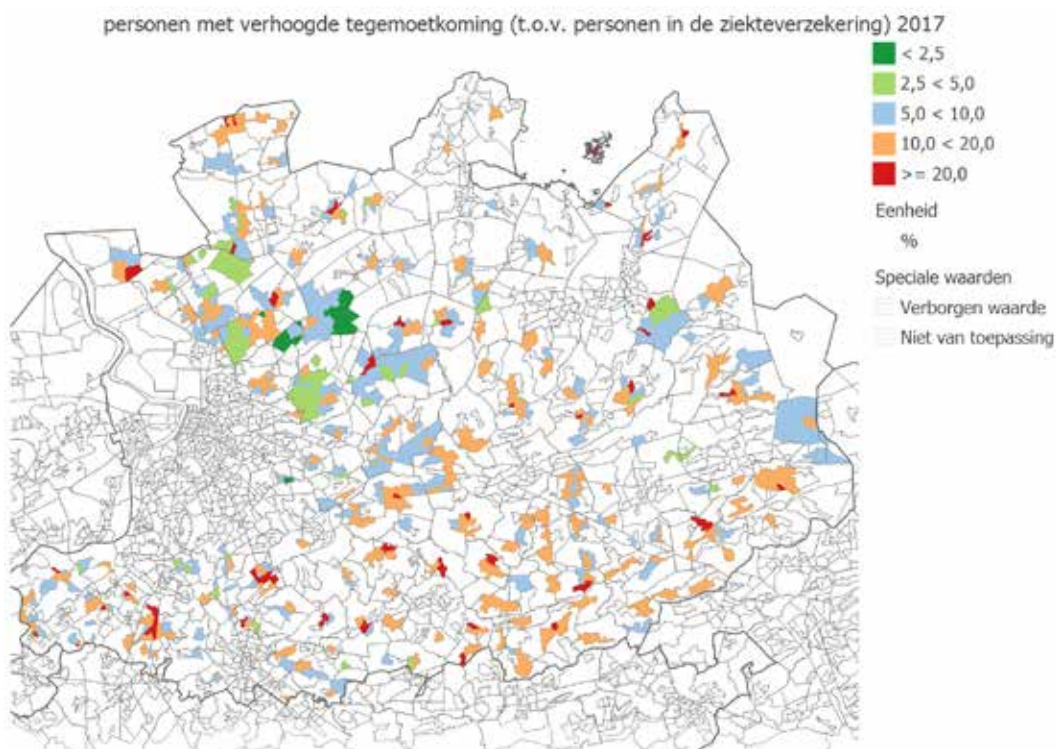 personen met verhoogde tegemoetkoming (t.o.v. personen in de ziekteverzekering) 2017
< 2,5
2,5 < 5,0
5,0 < 10,0
10,0 < 20,0
>= 20,0
Eenheid
%
Speciale waarden
Verborgen waarde
Niet van toepassing